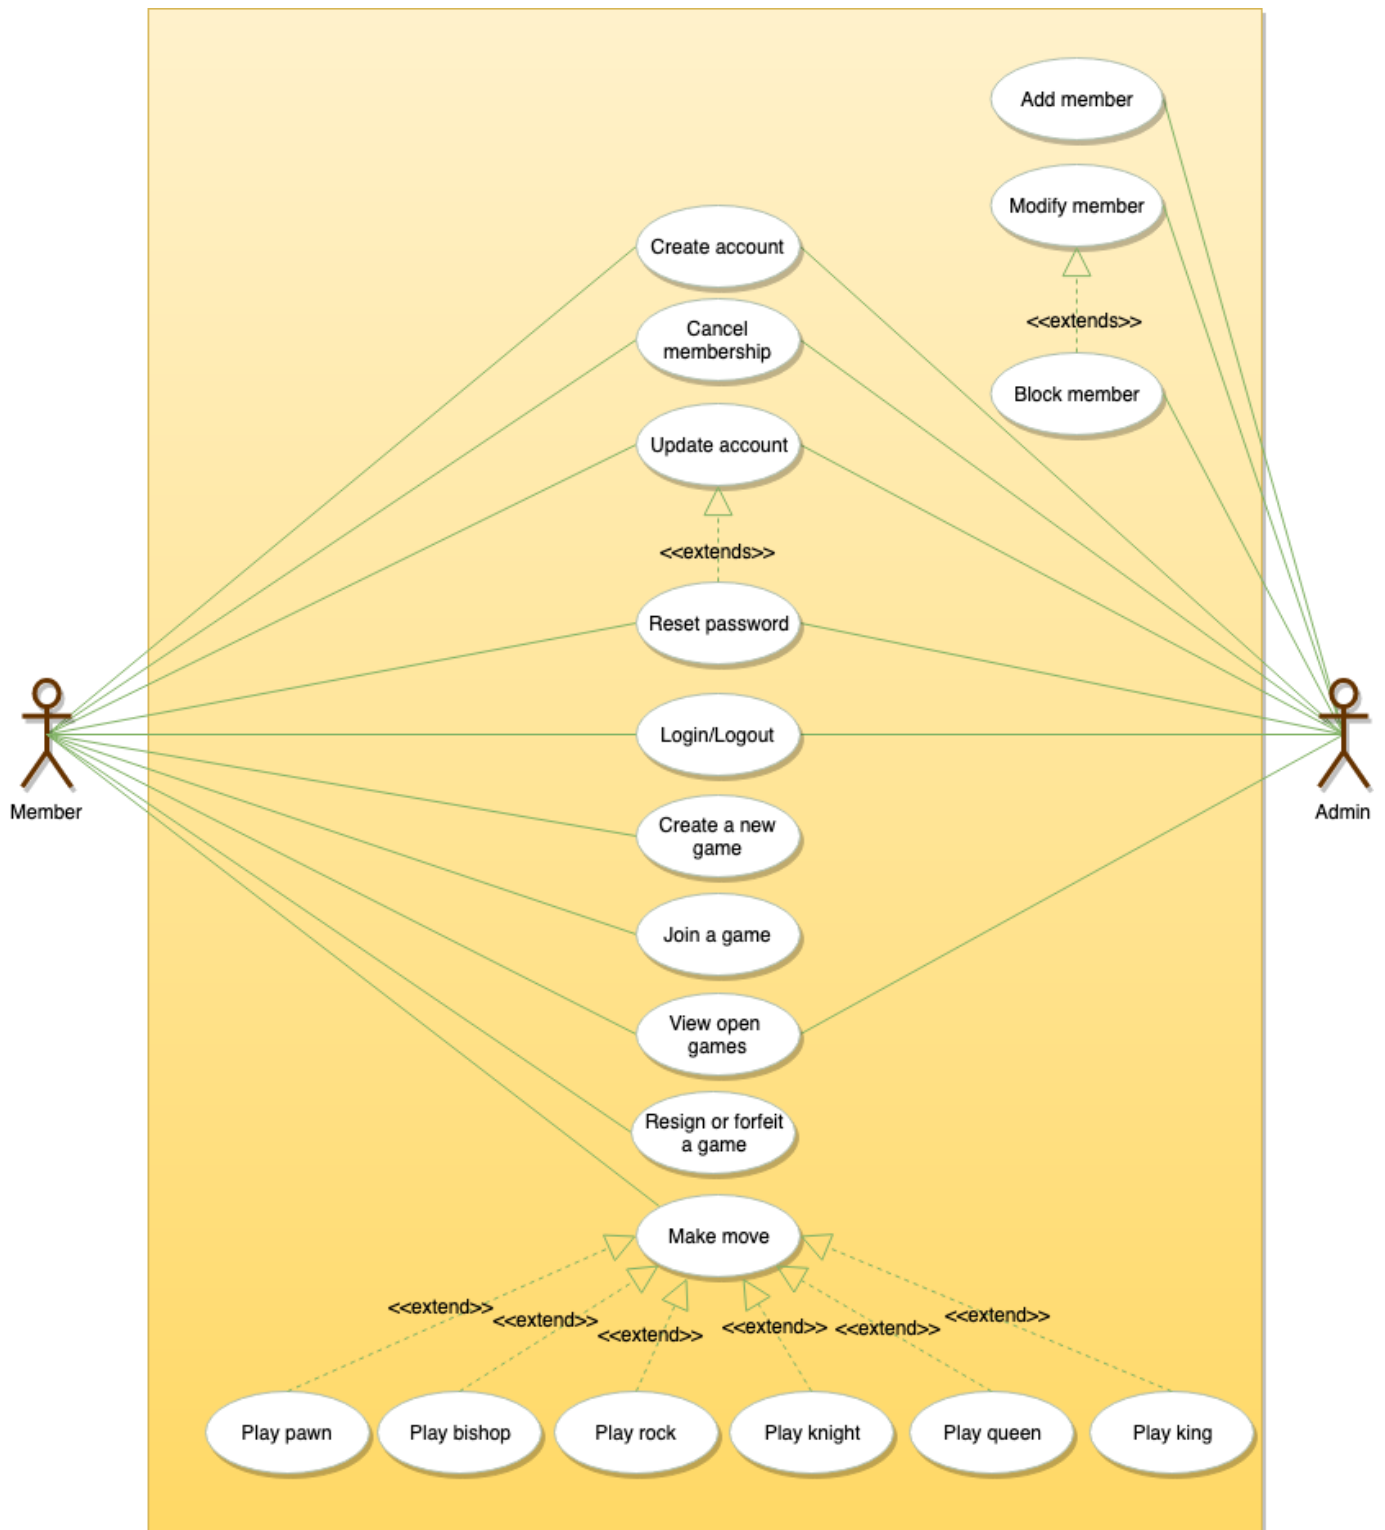 Add member
Modify member
Create account
<<extends>>
Cancel
membership
Block member
Update account
<<extends>>
Reset password
Login/Logout
Member
Admin
Create a new
game
Join a game
View open
games
Resign or forfeit
a game
Make move
<<extend>>
<<extend>>
<<extend>>
<<extend>>
<<extend>>
<<extend>>
Play pawn
Play bishop
Play rock
Play knight
Play queen
Play king